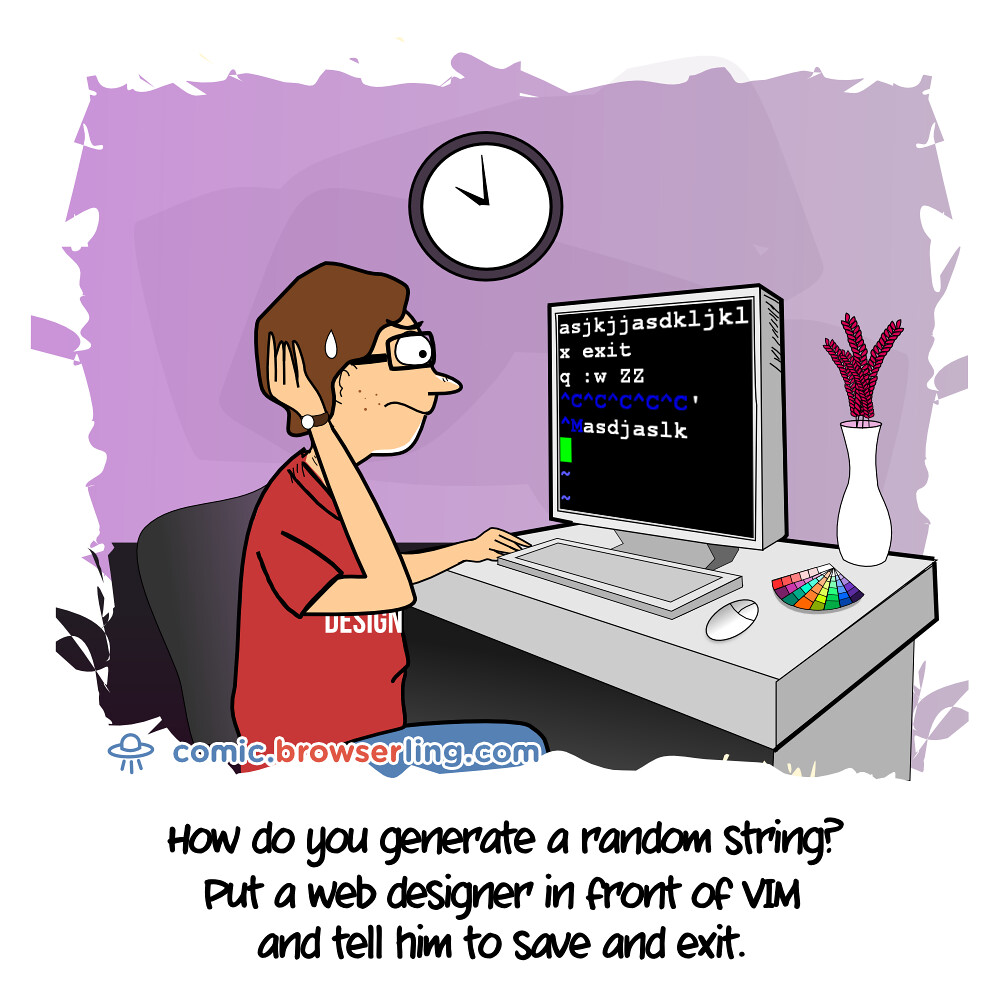 asjkjjasdkljkl
x exit
q :w ZZ
^C^C^C^C^C'
^Masdjaslk
~
~
DESIGN
comic.browserling.com
How do you generate a random string?
Put a web designer in front of VIM
and tell him to save and exit.